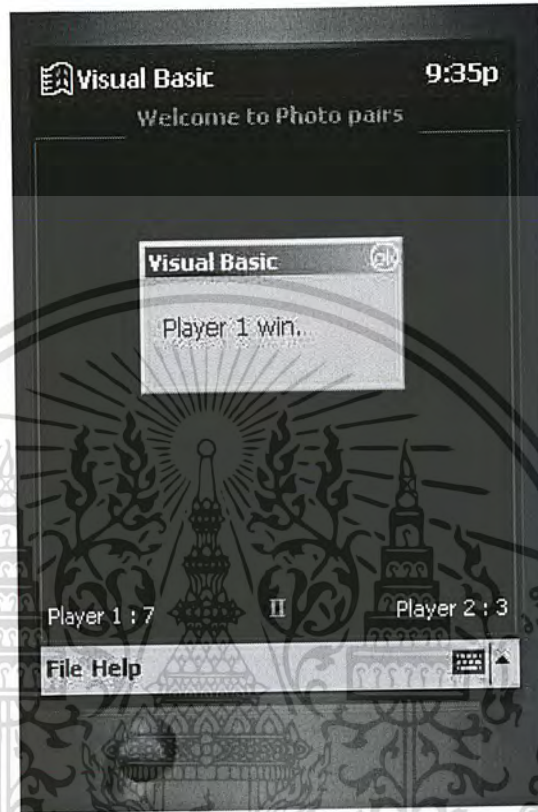 Visual Basic 9:35p
Welcome to Photo pairs
Visual Basic ok
Player 1 win..
Player 1 : 7 II Player 2 : 3
File Help